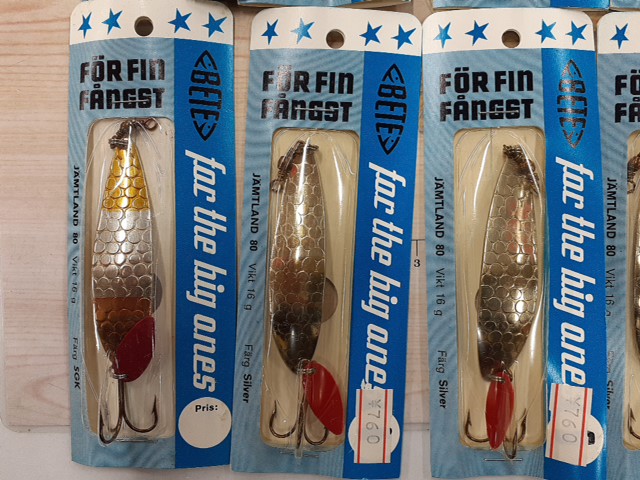 FÖR FIN
FÅNGST
BETE
for the big ones
JÄMTLAND 80 Vikt 16 g Färg SGK
Pris:
FÖR FIN
FÅNGST
BETE
for the big ones
JÄMTLAND 80 Vikt 16 g Färg Silver
¥760
FÖR FIN
FÅNGST
BETE
for the big ones
JÄMTLAND 80 Vikt 16 g Färg Silver
¥760
3